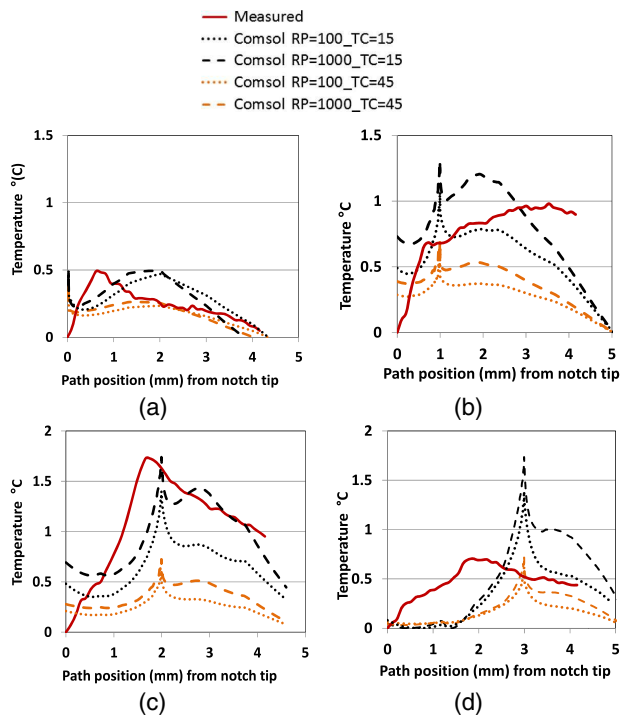 Measured
Comsol RP=100_TC=15
Comsol RP=1000_TC=15
Comsol RP=100_TC=45
Comsol RP=1000_TC=45
1.5
1
0.5
0
Temperature °(C)
0 1 2 3 4 5
Path position (mm) from notch tip
(a)
1.5
1
0.5
0
Temperature °C
0 1 2 3 4 5
Path position (mm) from notch tip
(b)
2
1.5
1
0.5
0
Temperature °C
0 1 2 3 4 5
Path position (mm) from notch tip
(c)
2
1.5
1
0.5
0
Temperature °C
0 1 2 3 4 5
Path position (mm) from notch tip
(d)